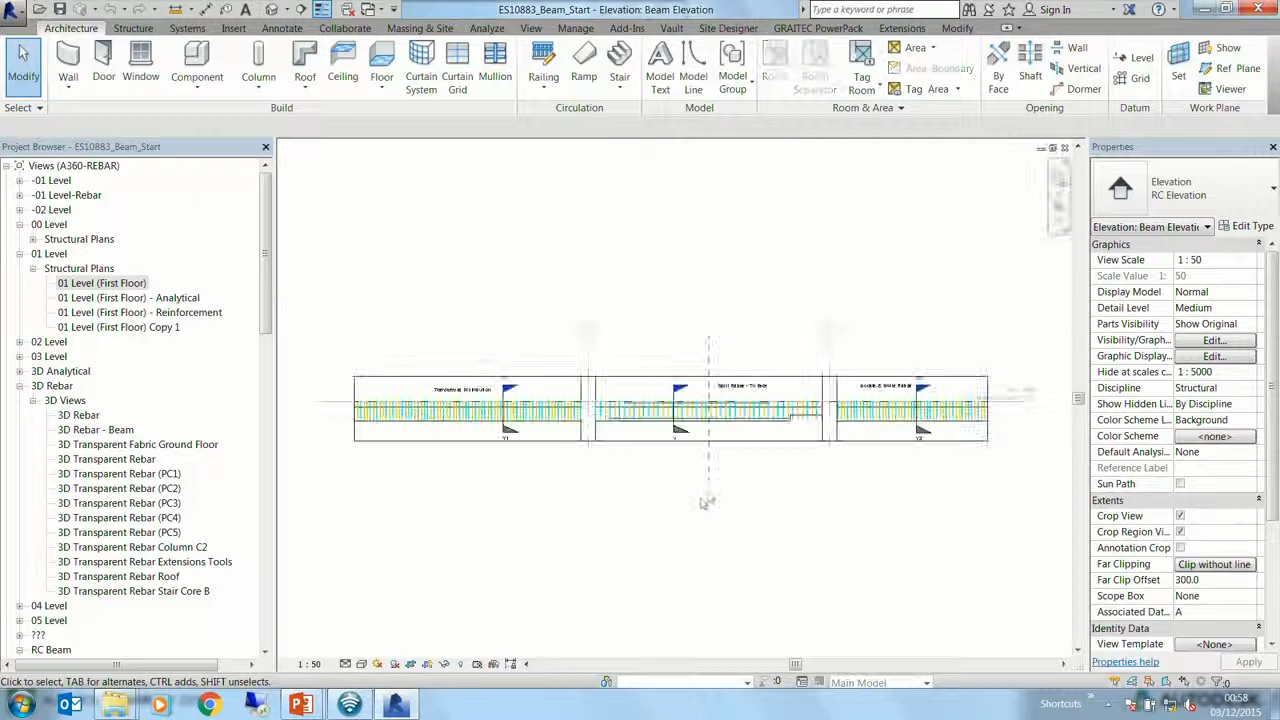 ES10883_Beam_Start - Elevation: Beam Elevation
Type a keyword or phrase
Sign In
Architecture Structure Systems Insert Annotate Collaborate Massing & Site Analyze View Manage Add-Ins Vault Site Designer GRAITEC PowerPack Extensions Modify
Modify
Wall
Door
Window
Component
Column
Roof
Ceiling
Floor
Curtain System
Curtain Grid
Mullion
Railing
Ramp
Stair
Model Text
Model Line
Model Group
Room
Room Separator
Tag Room
Area
Area Boundary
Tag Area
By Face
Shaft
Wall
Vertical
Dormer
Level
Grid
Set
Show
Ref Plane
Viewer
Select
Build
Circulation
Model
Room & Area
Opening
Datum
Work Plane
Project Browser - ES10883_Beam_Start
Views (A360-REBAR)
-01 Level
-01 Level-Rebar
-02 Level
00 Level
Structural Plans
01 Level
Structural Plans
01 Level (First Floor)
01 Level (First Floor) - Analytical
01 Level (First Floor) - Reinforcement
01 Level (First Floor) Copy 1
02 Level
03 Level
3D Analytical
3D Rebar
3D Views
3D Rebar
3D Rebar - Beam
3D Transparent Fabric Ground Floor
3D Transparent Rebar
3D Transparent Rebar (PC1)
3D Transparent Rebar (PC2)
3D Transparent Rebar (PC3)
3D Transparent Rebar (PC4)
3D Transparent Rebar (PC5)
3D Transparent Rebar Column C2
3D Transparent Rebar Extensions Tools
3D Transparent Rebar Roof
3D Transparent Rebar Stair Core B
04 Level
05 Level
???
RC Beam
Properties
Elevation
RC Elevation
Elevation: Beam Elevatic
Edit Type
Graphics
View Scale 1 : 50
Scale Value 1: 50
Display Model Normal
Detail Level Medium
Parts Visibility Show Original
Visibility/Graph... Edit...
Graphic Display... Edit...
Hide at scales c... 1 : 5000
Discipline Structural
Show Hidden Li... By Discipline
Color Scheme L... Background
Color Scheme <none>
Default Analysi... None
Reference Label
Sun Path
Extents
Crop View
Crop Region Vi...
Annotation Crop
Far Clipping Clip without line
Far Clip Offset 300.0
Scope Box None
Associated Dat... A
Identity Data
View Template <None>
Properties help
Apply
1 : 50
Click to select, TAB for alternates, CTRL adds, SHIFT unselects.
:0
Main Model
:0
Shortcuts
00:58
03/12/2015